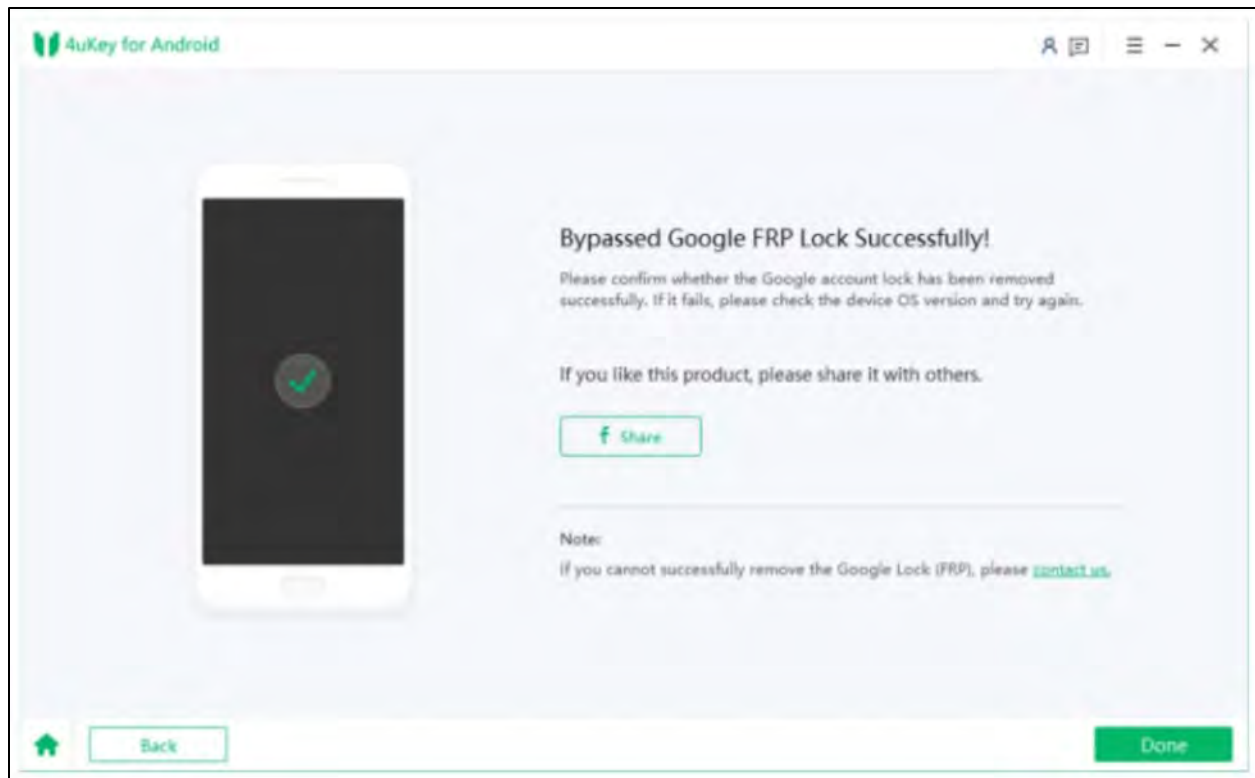 4uKey for Android
Bypassed Google FRP Lock Successfully!
Please confirm whether the Google account lock has been removed
successfully. If it fails, please check the device OS version and try again.
If you like this product, please share it with others.
f Share
Note:
If you cannot successfully remove the Google Lock (FRP), please contact us.
Back
Done